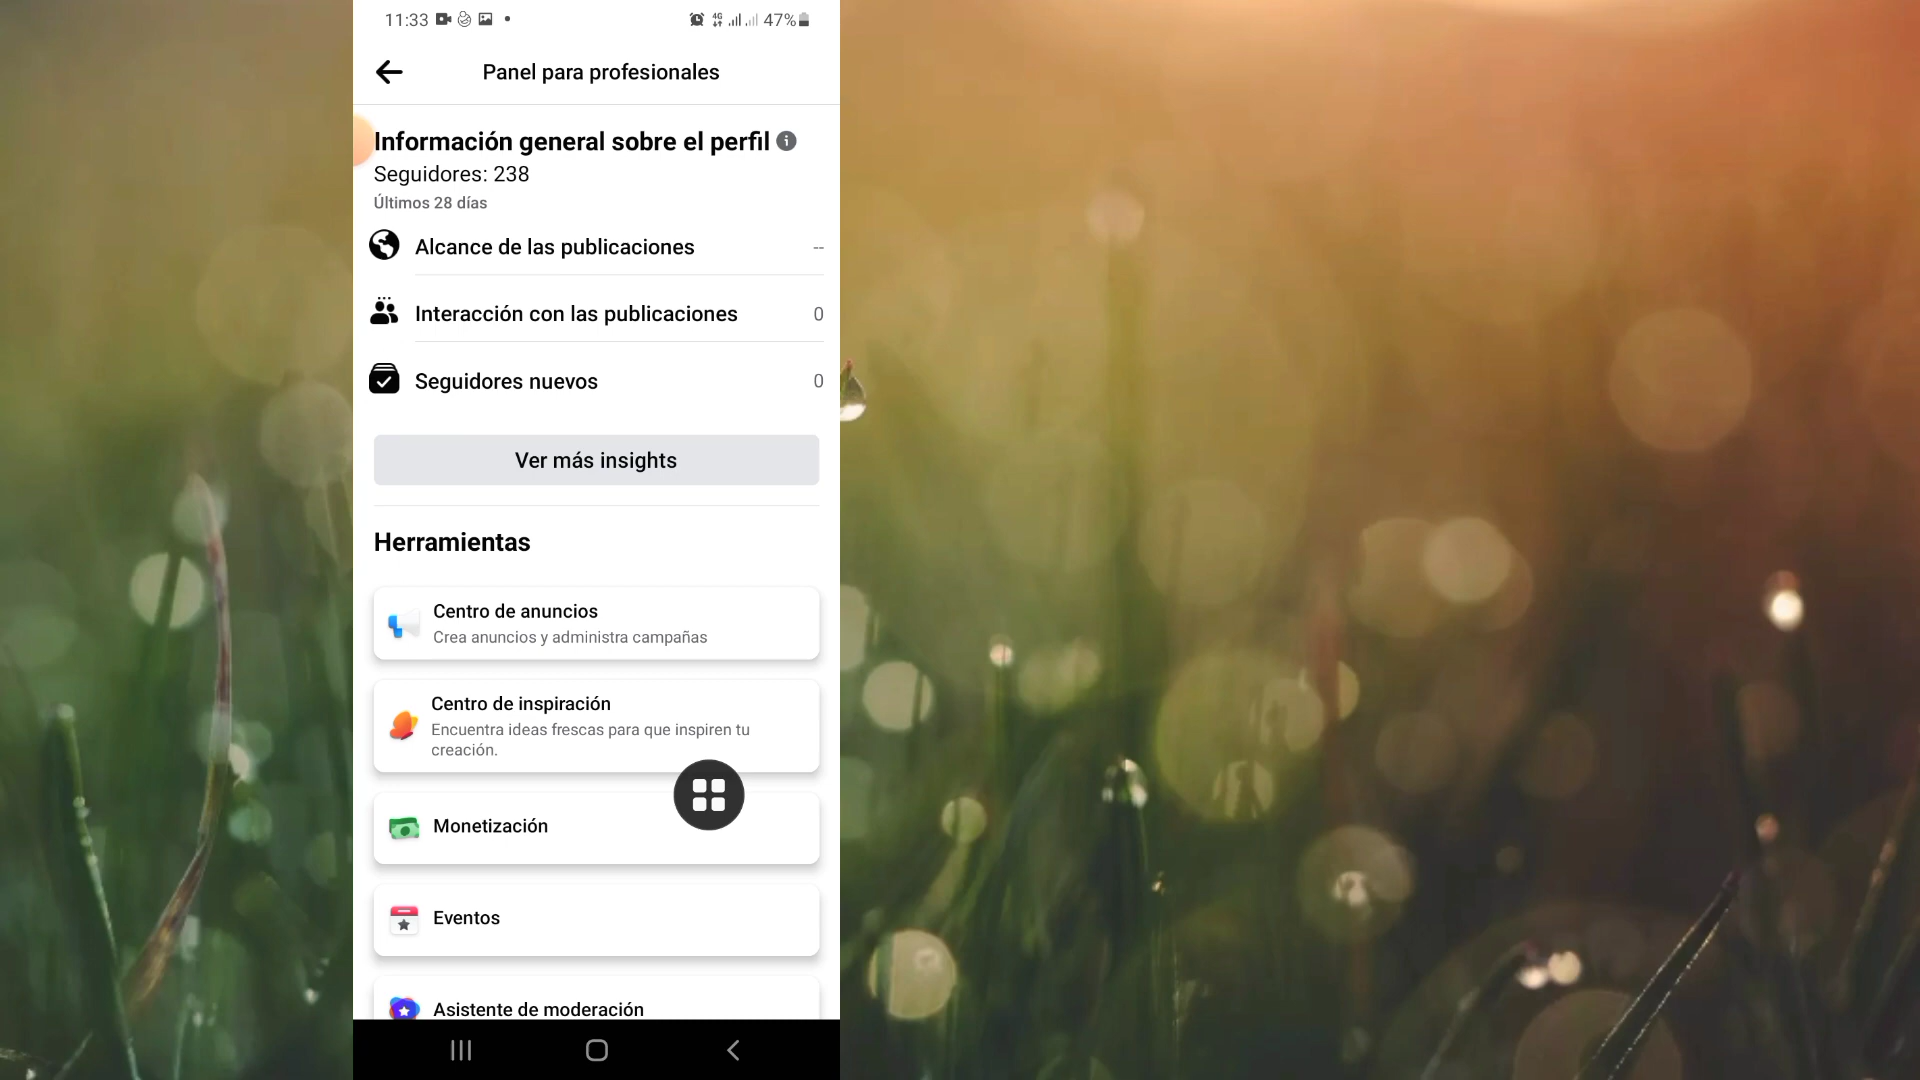 11:33
4G
47%
Panel para profesionales
Información general sobre el perfil
Seguidores: 238
Últimos 28 días
Alcance de las publicaciones --
Interacción con las publicaciones 0
Seguidores nuevos 0
Ver más insights
Herramientas
Centro de anuncios
Crea anuncios y administra campañas
Centro de inspiración
Encuentra ideas frescas para que inspiren tu
creación.
Monetización
Eventos
Asistente de moderación